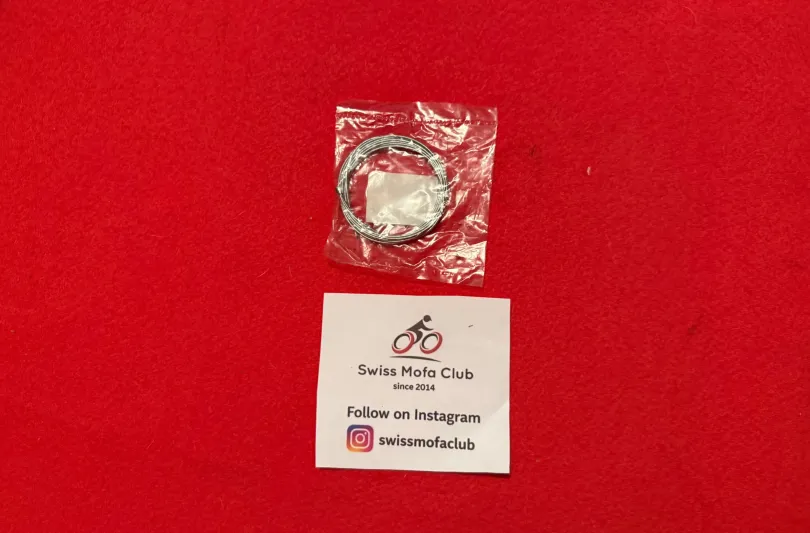 Swiss Mofa Club
since 2014
Follow on Instagram
swissmofaclub